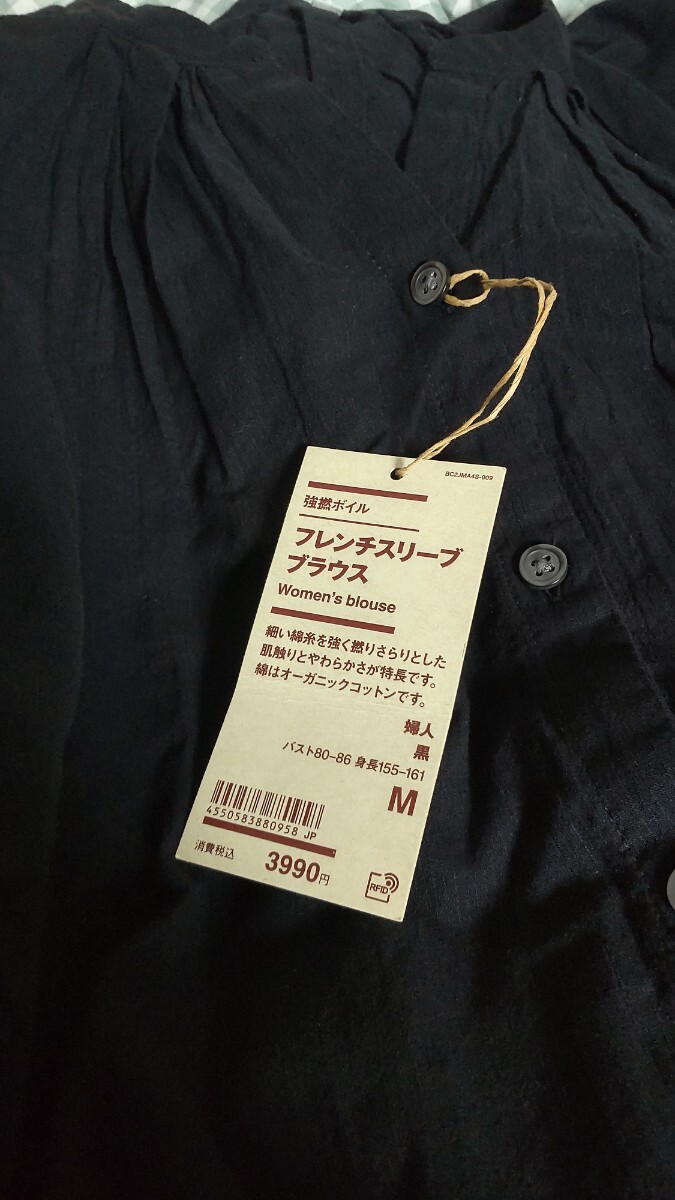 BC2JMA4S-909
強撚ボイル
フレンチスリーブ
ブラウス
Women's blouse
細い綿糸を強く撚りさらりとした
肌触りとやわらかさが特長です。
綿はオーガニックコットンです。
婦人
黒
バスト80-86 身長155-161
M
4550583880958 JP
消費税込 3990円
RFID